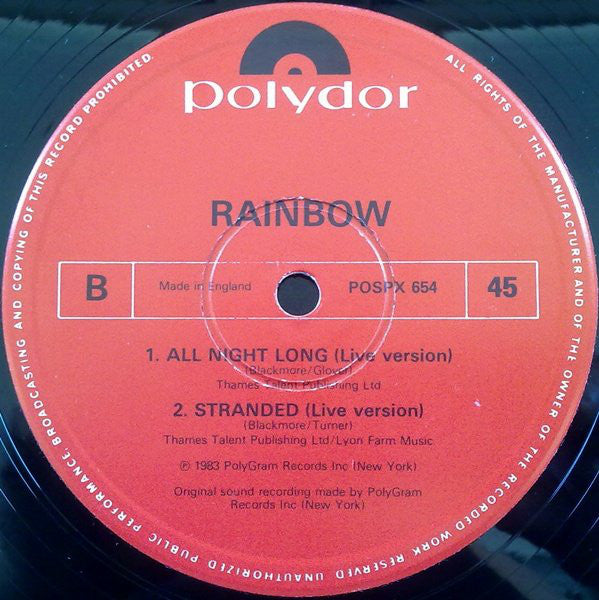 polydor
RAINBOW
B
Made in England
POSPX 654
45
1. ALL NIGHT LONG (Live version)
(Blackmore/Glover)
Thames Talent Publishing Ltd
2. STRANDED (Live version)
(Blackmore/Turner)
Thames Talent Publishing Ltd/Lyon Farm Music
℗ 1983 PolyGram Records Inc (New York)
Original sound recording made by PolyGram
Records Inc (New York)
ALL RIGHTS OF THE MANUFACTURER AND OF THE OWNER OF THE RECORDED WORK RESERVED UNAUTHORIZED PUBLIC PERFORMANCE BROADCASTING AND COPYING OF THIS RECORD PROHIBITED.